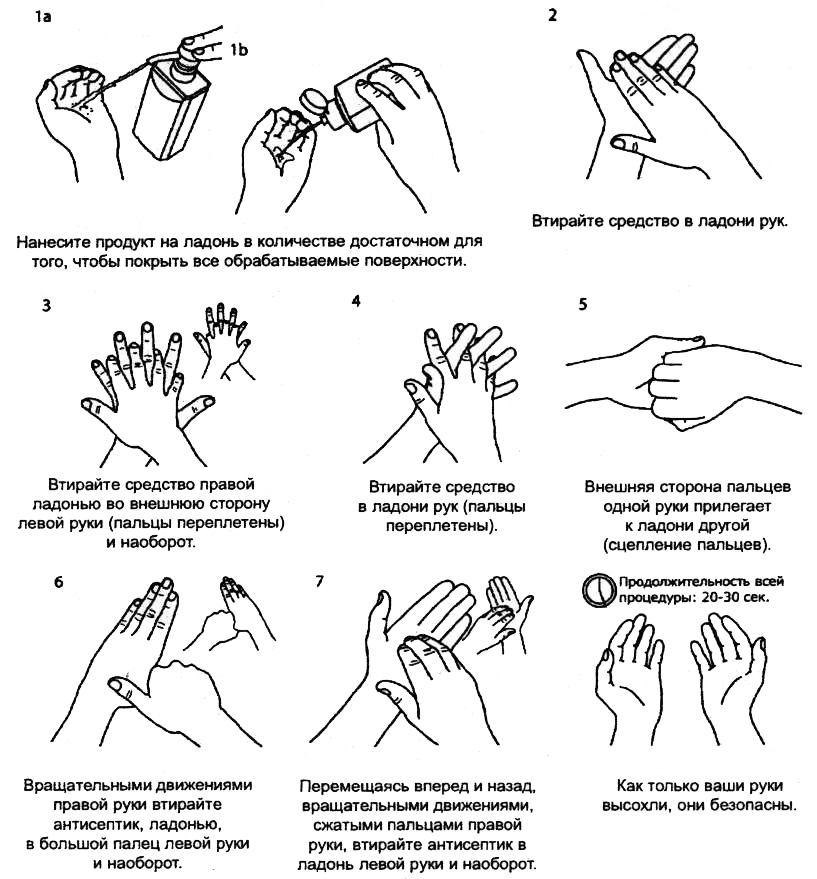 1a
1b
Нанесите продукт на ладонь в количестве достаточном для
того, чтобы покрыть все обрабатываемые поверхности.
2
Втирайте средство в ладони рук.
3
Втирайте средство правой
ладонью во внешнюю сторону
левой руки (пальцы переплетены)
и наоборот.
4
Втирайте средство
в ладони рук (пальцы
переплетены).
5
Внешняя сторона пальцев
одной руки прилегает
к ладони другой
(сцепление пальцев).
6
Вращательными движениями
правой руки втирайте
антисептик, ладонью,
в большой палец левой руки
и наоборот.
7
Перемещаясь вперед и назад,
вращательными движениями,
сжатыми пальцами правой
руки, втирайте антисептик в
ладонь левой руки и наоборот.
Продолжительность всей
процедуры: 20-30 сек.
Как только ваши руки
высохли, они безопасны.